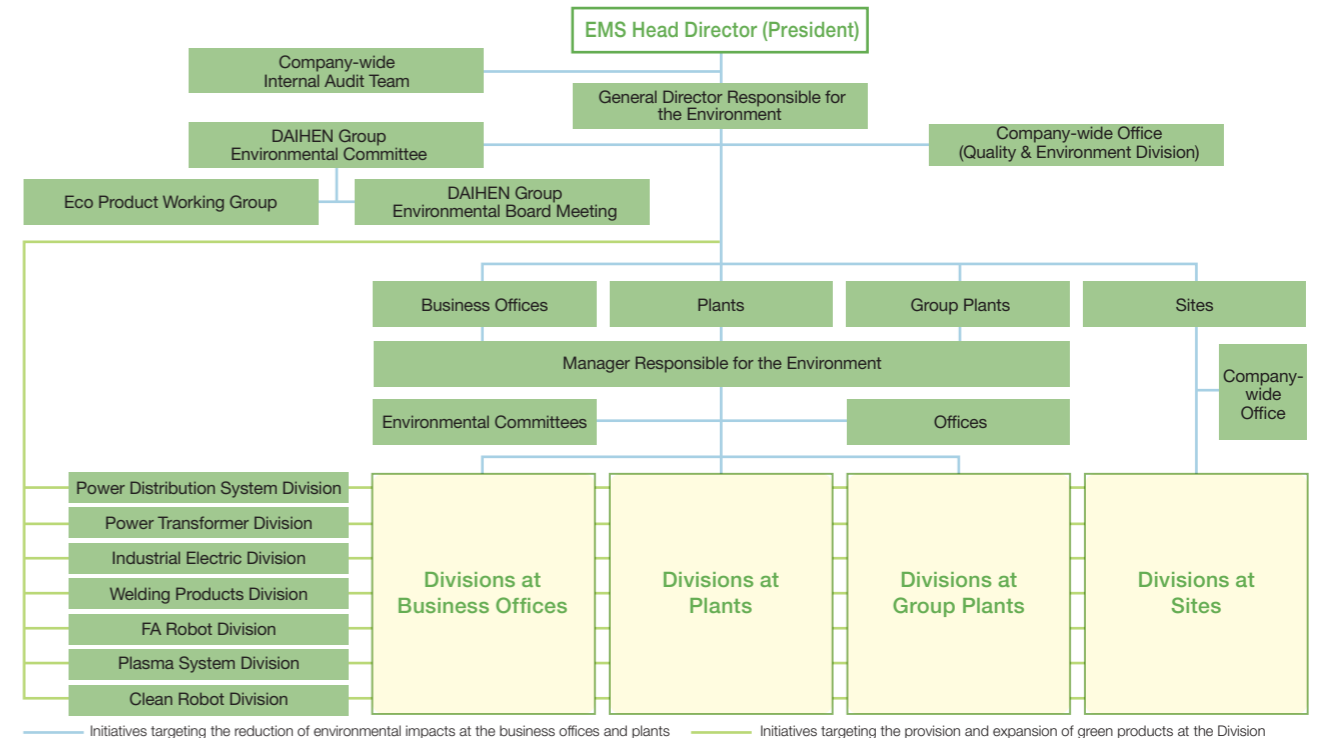 EMS Head Director (President)
Company-wide
Internal Audit Team
General Director Responsible for
the Environment
DAIHEN Group
Environmental Committee
Company-wide Office
(Quality & Environment Division)
Eco Product Working Group
DAIHEN Group
Environmental Board Meeting
Business Offices
Plants
Group Plants
Sites
Manager Responsible for the Environment
Company-
wide
Office
Environmental Committees
Offices
Power Distribution System Division
Power Transformer Division
Industrial Electric Division
Welding Products Division
FA Robot Division
Plasma System Division
Clean Robot Division
Divisions at
Business Offices
Divisions at
Plants
Divisions at
Group Plants
Divisions at
Sites
Initiatives targeting the reduction of environmental impacts at the business offices and plants
Initiatives targeting the provision and expansion of green products at the Division